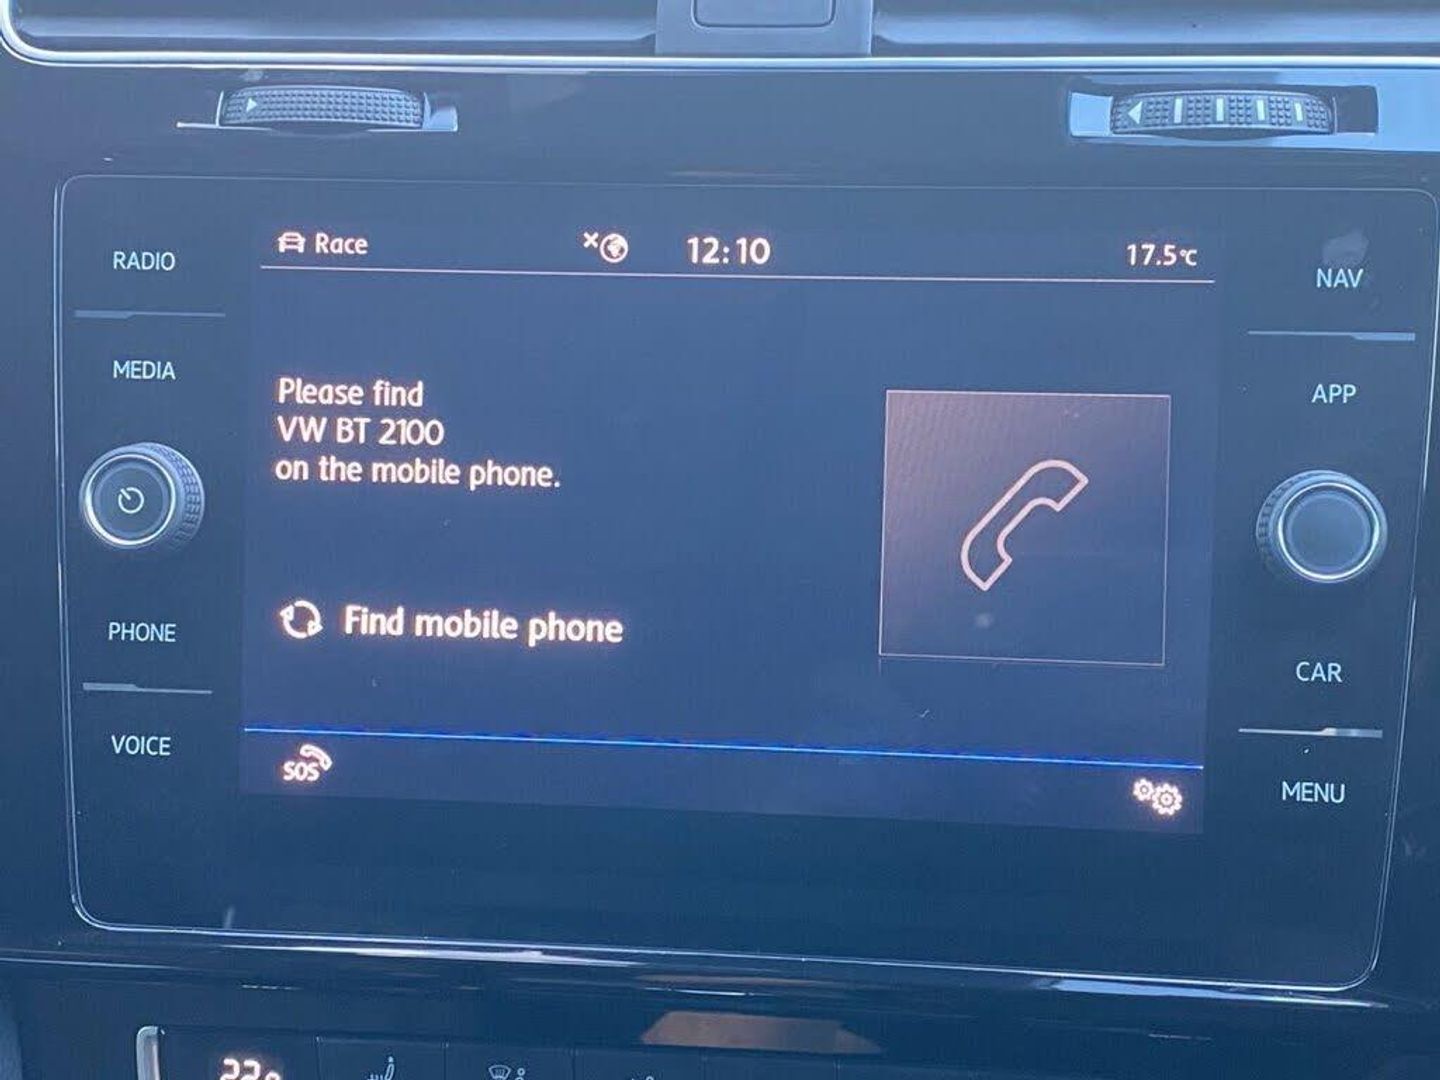 RADIO
MEDIA
PHONE
VOICE
Race
12:10
17.5°C
Please find
VW BT 2100
on the mobile phone.
Find mobile phone
SOS
NAV
APP
CAR
MENU